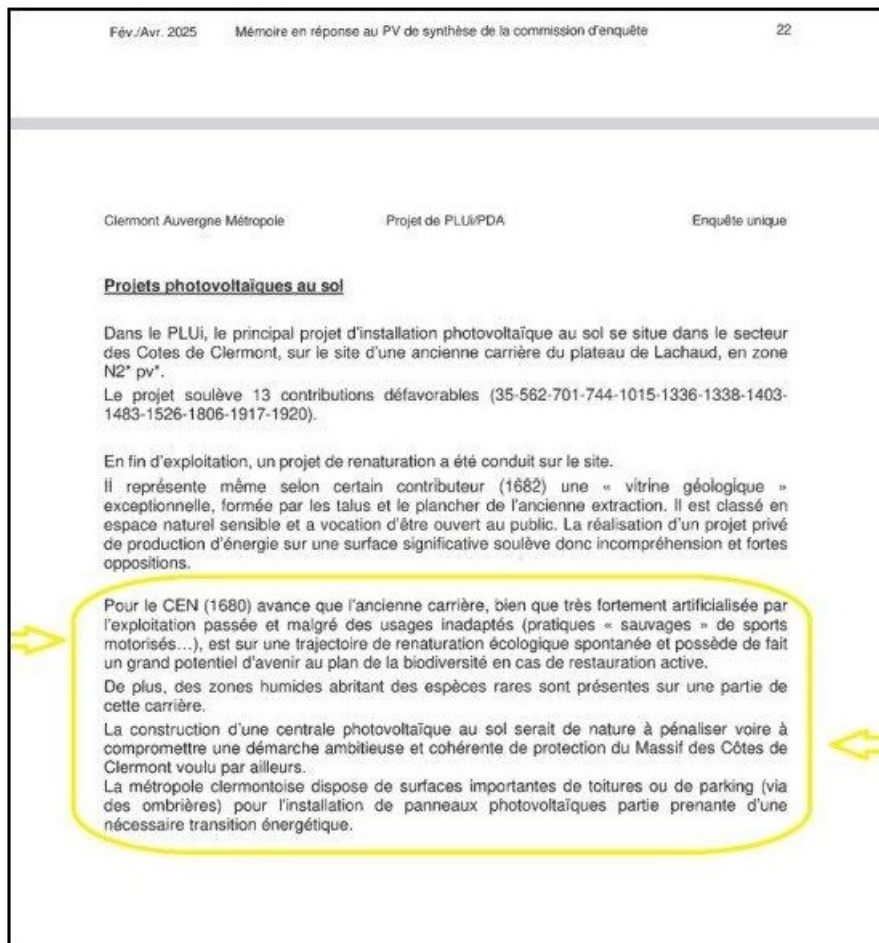 Fév./Avr. 2025 Mémoire en réponse au PV de synthèse de la commission d'enquête 22
Clermont Auvergne Métropole Projet de PLUi/PDA Enquête unique
Projets photovoltaïques au sol
Dans le PLUi, le principal projet d'installation photovoltaïque au sol se situe dans le secteur
des Cotes de Clermont, sur le site d'une ancienne carrière du plateau de Lachaud, en zone
N2* pv*.
Le projet soulève 13 contributions défavorables (35-562-701-744-1015-1336-1338-1403-
1483-1526-1806-1917-1920).
En fin d'exploitation, un projet de renaturation a été conduit sur le site.
Il représente même selon certain contributeur (1682) une « vitrine géologique »
exceptionnelle, formée par les talus et le plancher de l'ancienne extraction. Il est classé en
espace naturel sensible et a vocation d'être ouvert au public. La réalisation d'un projet privé
de production d'énergie sur une surface significative soulève donc incompréhension et fortes
oppositions.
Pour le CEN (1680) avance que l'ancienne carrière, bien que très fortement artificialisée par
l'exploitation passée et malgré des usages inadaptés (pratiques « sauvages » de sports
motorisés...), est sur une trajectoire de renaturation écologique spontanée et possède de fait
un grand potentiel d'avenir au plan de la biodiversité en cas de restauration active.
De plus, des zones humides abritant des espèces rares sont présentes sur une partie de
cette carrière.
La construction d'une centrale photovoltaïque au sol serait de nature à pénaliser voire à
compromettre une démarche ambitieuse et cohérente de protection du Massif des Côtes de
Clermont voulu par ailleurs.
La métropole clermontoise dispose de surfaces importantes de toitures ou de parking (via
des ombrières) pour l'installation de panneaux photovoltaïques partie prenante d'une
nécessaire transition énergétique.